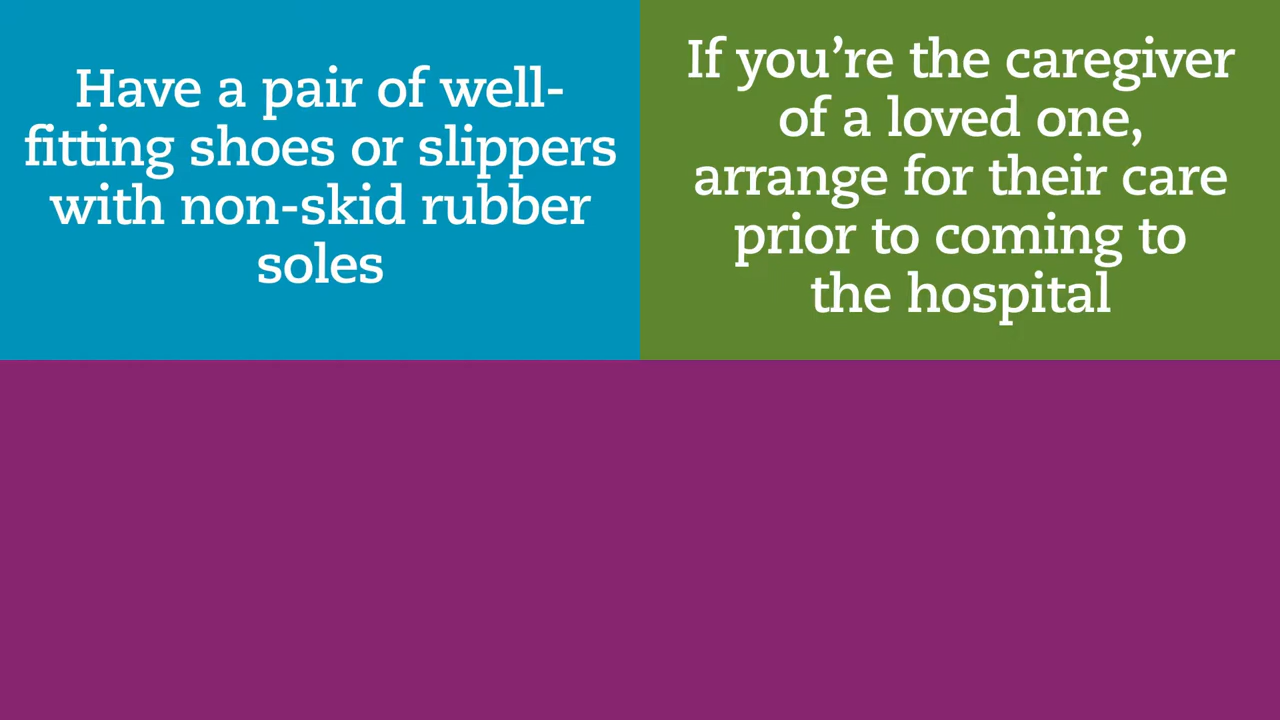 Have a pair of well-
fitting shoes or slippers
with non-skid rubber
soles
If you’re the caregiver
of a loved one,
arrange for their care
prior to coming to
the hospital